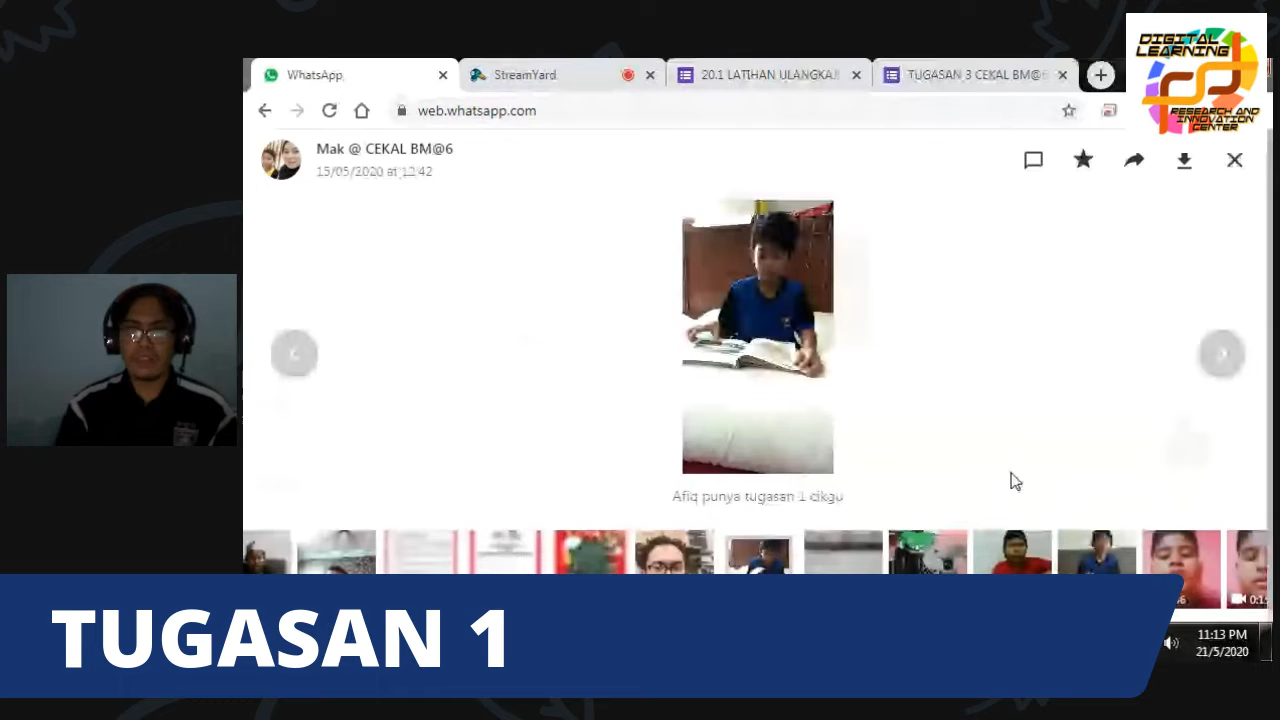 DIGITAL
LEARNING
RESEARCH AND
INNOVATION
CENTER
WhatsApp
StreamYard
20.1 LATIHAN ULANGKA
TUGASAN 3 CEKAL BM@6
web.whatsapp.com
Mak @ CEKAL BM@6
15/05/2020 at 12:42
Afiq punya tugasan 1 cikgu
TUGASAN 1
11:13 PM
21/5/2020